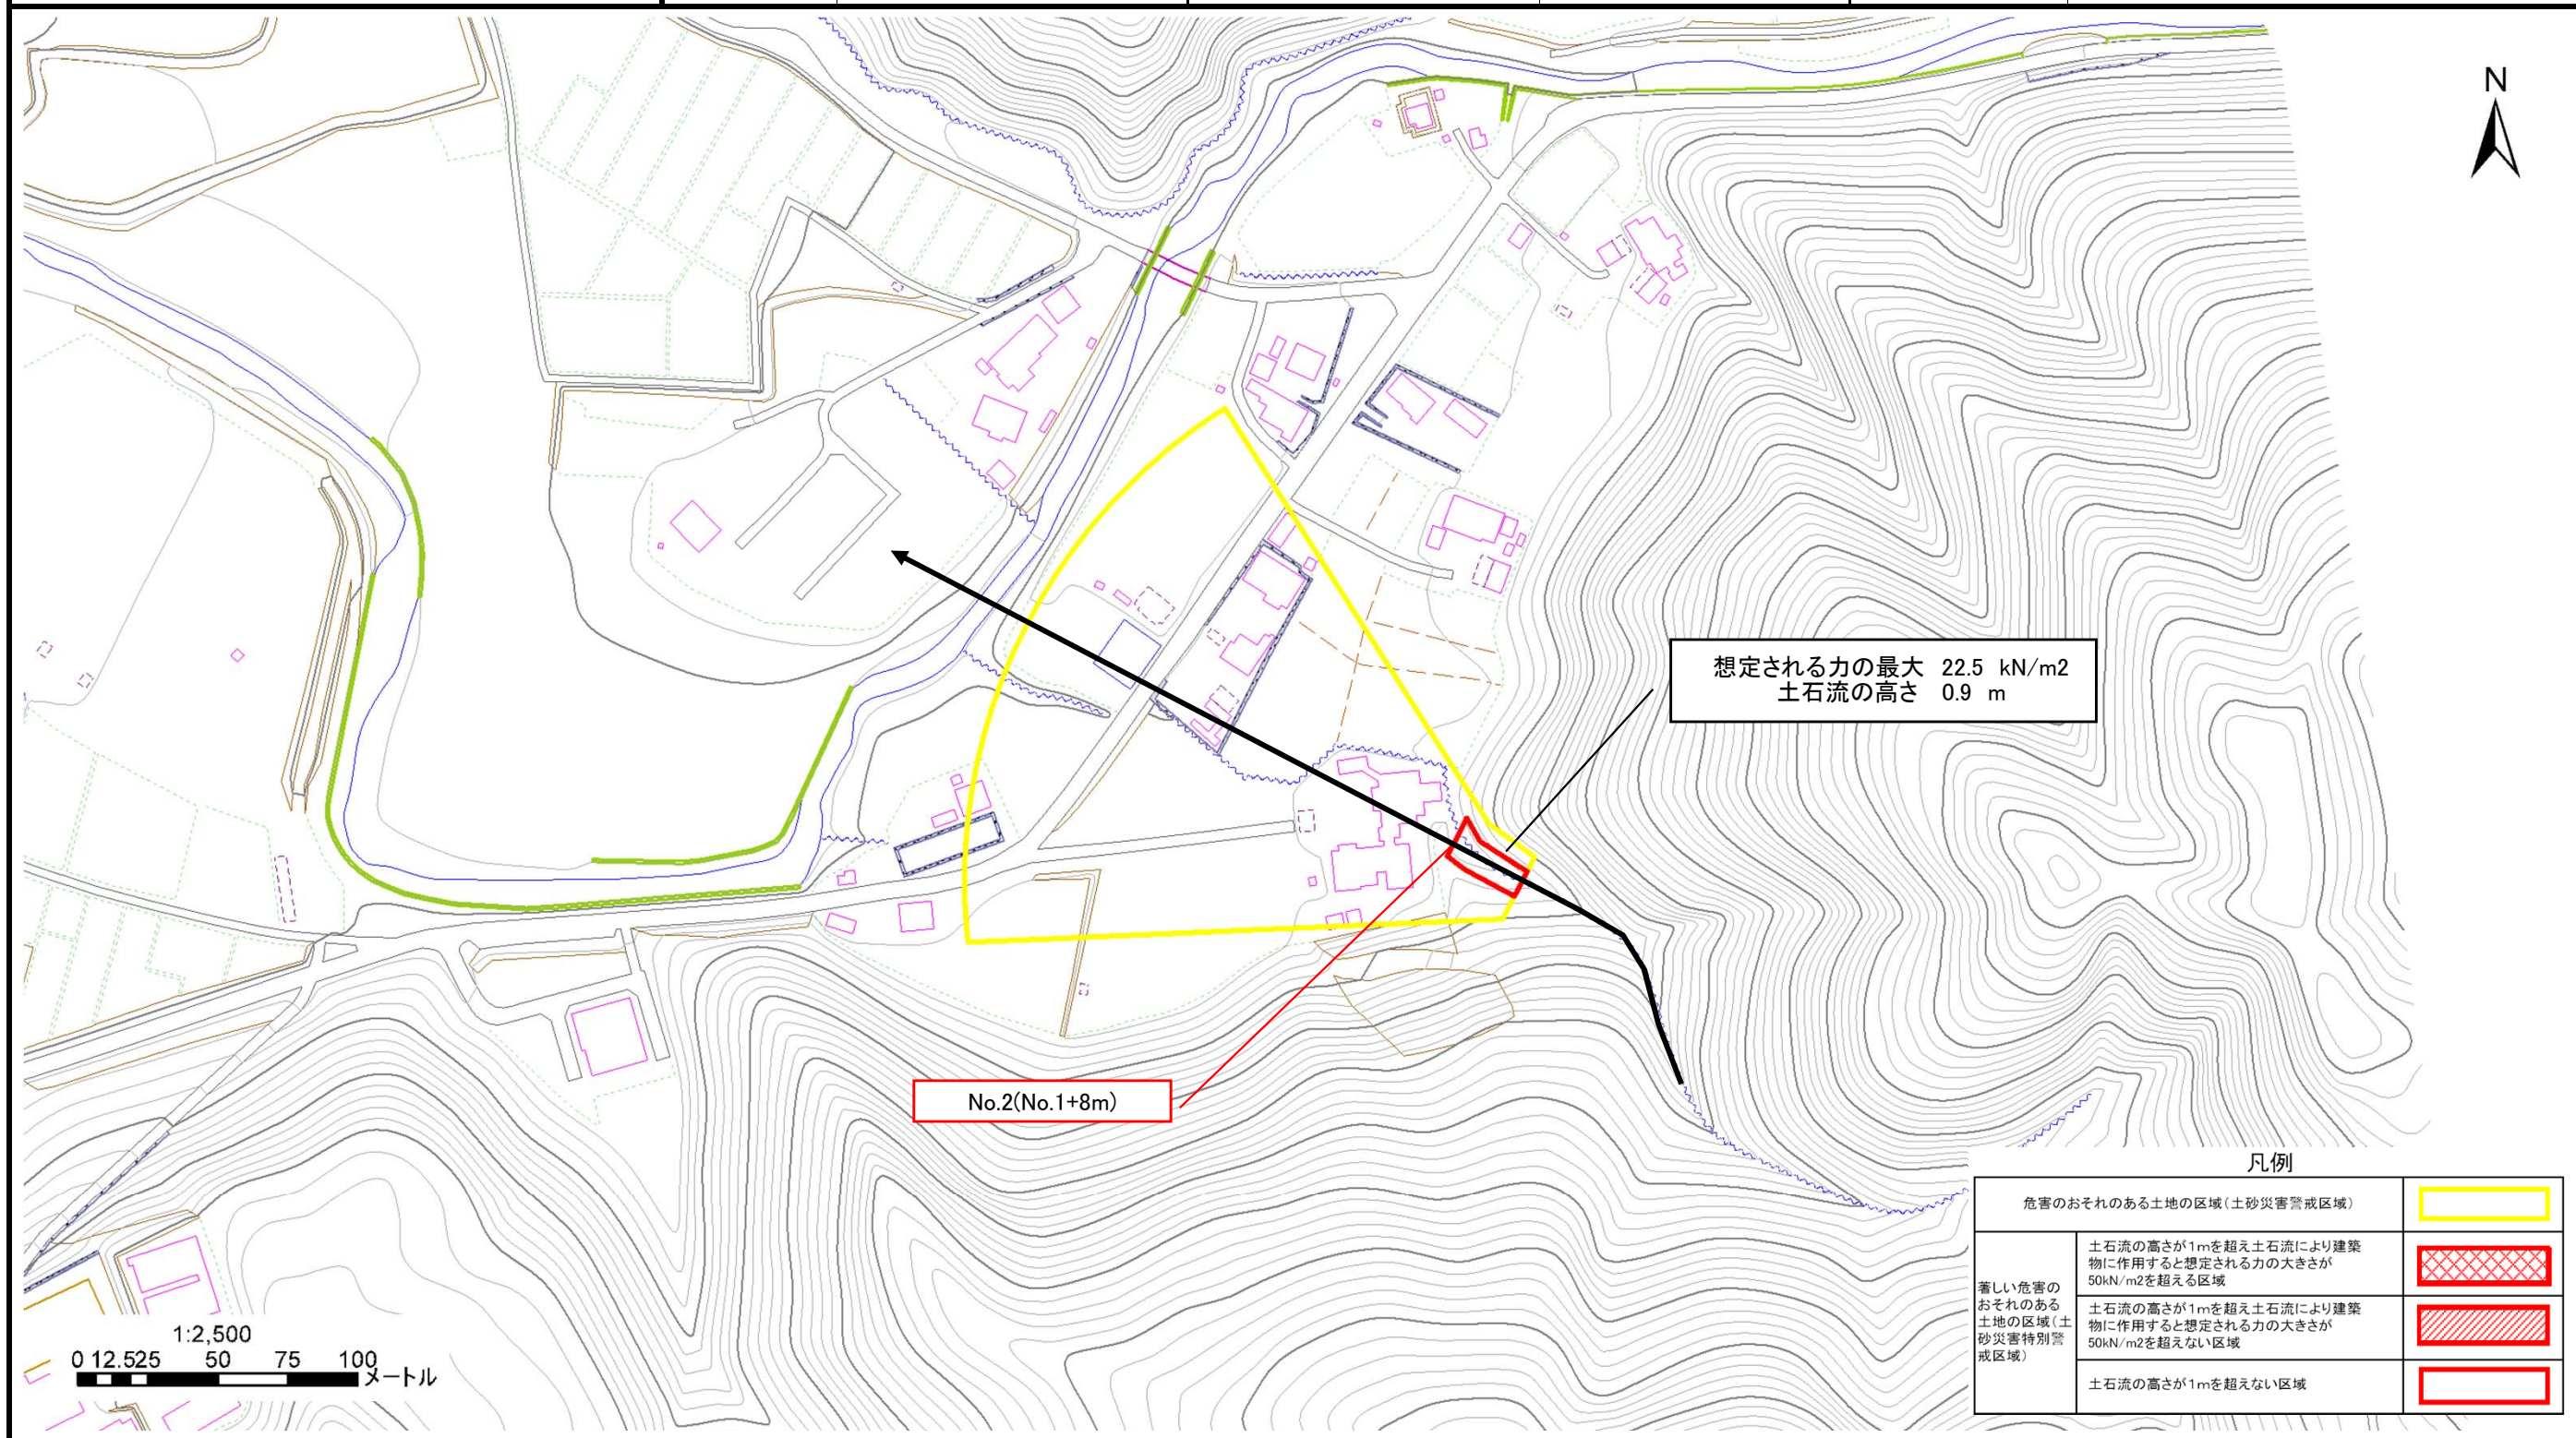 N
想定される力の最大 22.5 kN/m2
土石流の高さ 0.9 m
No.2(No.1+8m)
凡例
危害のおそれのある土地の区域(土砂災害警戒区域)
著しい危害の
おそれのある
土地の区域(土
砂災害特別警
戒区域)
土石流の高さが1mを超え土石流により建築
物に作用すると想定される力の大きさが
50kN/m2を超える区域
土石流の高さが1mを超え土石流により建築
物に作用すると想定される力の大きさが
50kN/m2を超えない区域
土石流の高さが1mを超えない区域
1:2,500
0 12.525 50 75 100
メートル